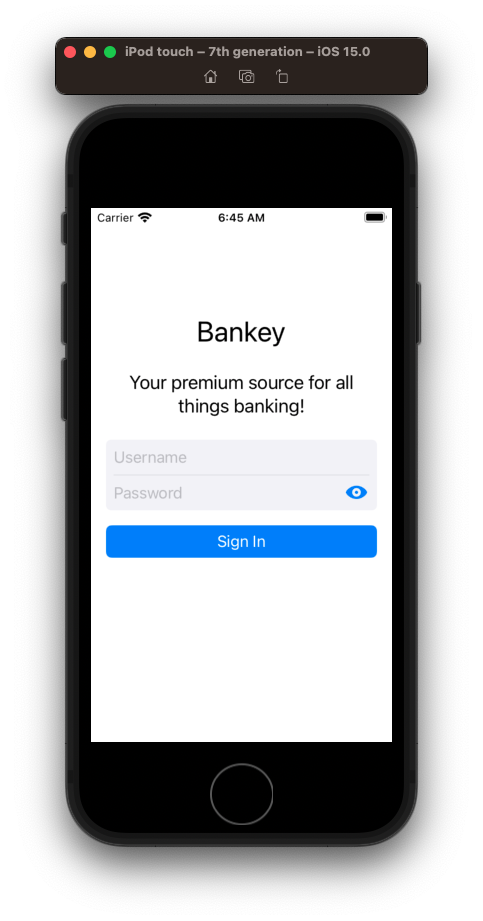 iPod touch – 7th generation – iOS 15.0
Carrier 6:45 AM
Bankey
Your premium source for all
things banking!
Username
Password
Sign In